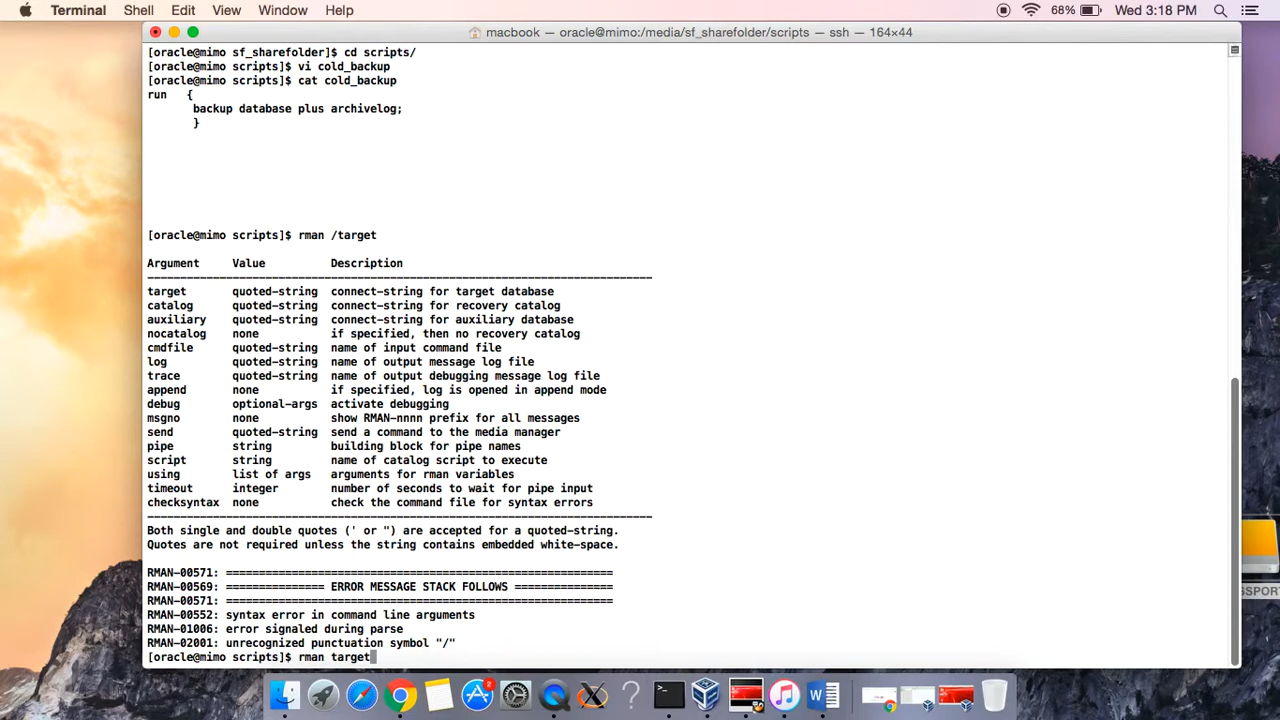 Terminal Shell Edit View Window Help 68% Wed 3:18 PM
macbook — oracle@mimo:/media/sf_sharefolder/scripts — ssh — 164×44
[oracle@mimo sf_sharefolder]$ cd scripts/
[oracle@mimo scripts]$ vi cold_backup
[oracle@mimo scripts]$ cat cold_backup
run {
backup database plus archivelog;
}
[oracle@mimo scripts]$ rman /target
Argument Value Description
-----------------------------------------------------------------------------
target quoted-string connect-string for target database
catalog quoted-string connect-string for recovery catalog
auxiliary quoted-string connect-string for auxiliary database
nocatalog none if specified, then no recovery catalog
cmdfile quoted-string name of input command file
log quoted-string name of output message log file
trace quoted-string name of output debugging message log file
append none if specified, log is opened in append mode
debug optional-args activate debugging
msgno none show RMAN-nnnn prefix for all messages
send quoted-string send a command to the media manager
pipe string building block for pipe names
script string name of catalog script to execute
using list of args arguments for rman variables
timeout integer number of seconds to wait for pipe input
checksyntax none check the command file for syntax errors
-----------------------------------------------------------------------------
Both single and double quotes (' or ") are accepted for a quoted-string.
Quotes are not required unless the string contains embedded white-space.
RMAN-00571: ===========================================================
RMAN-00569: =============== ERROR MESSAGE STACK FOLLOWS ===============
RMAN-00571: ===========================================================
RMAN-00552: syntax error in command line arguments
RMAN-01006: error signaled during parse
RMAN-02001: unrecognized punctuation symbol "/"
[oracle@mimo scripts]$ rman target
2